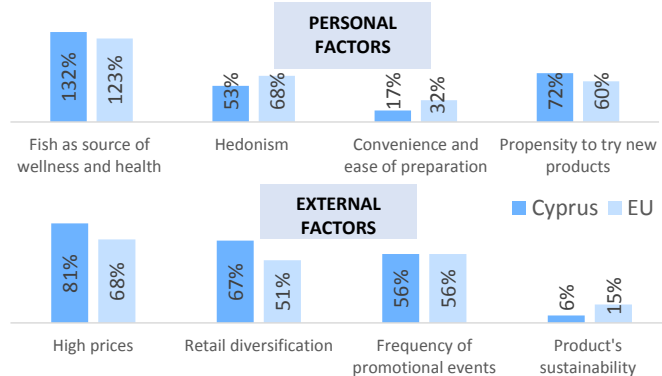 PERSONAL
FACTORS
132%
123%
53%
68%
17%
32%
72%
60%
Fish as source of
wellness and health
Hedonism
Convenience and
ease of preparation
Propensity to try new
products
EXTERNAL
FACTORS
Cyprus
EU
81%
68%
67%
51%
56%
56%
6%
15%
High prices
Retail diversification
Frequency of
promotional events
Product's
sustainability